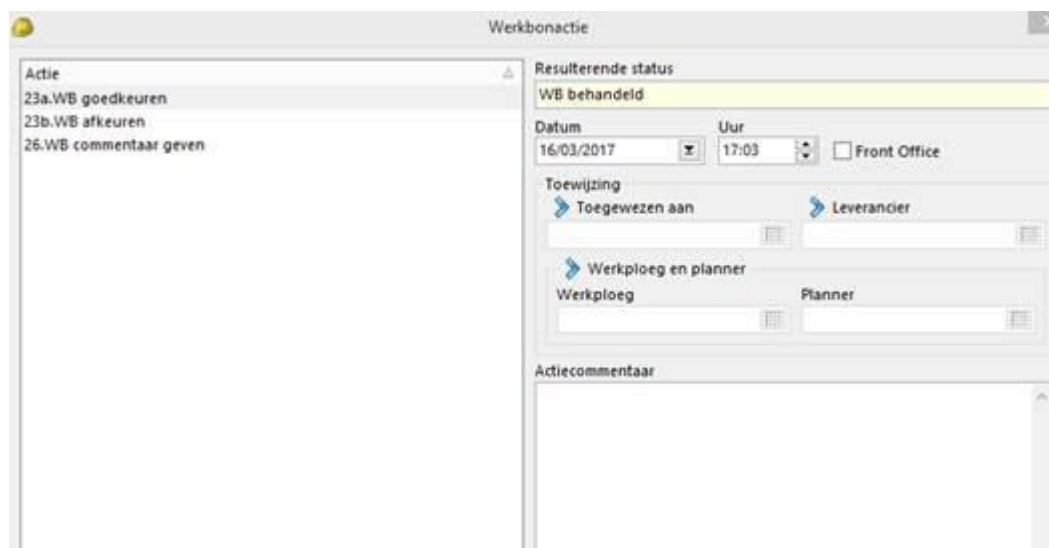 Werkbonactie
Actie
23a.WB goedkeuren
23b.WB afkeuren
26.WB commentaar geven
Resulterende status
WB behandeld
Datum Uur
16/03/2017 17:03 Front Office
Toewijzing
Toegewezen aan Leverancier
Werkploeg en planner
Werkploeg Planner
Actiecommentaar